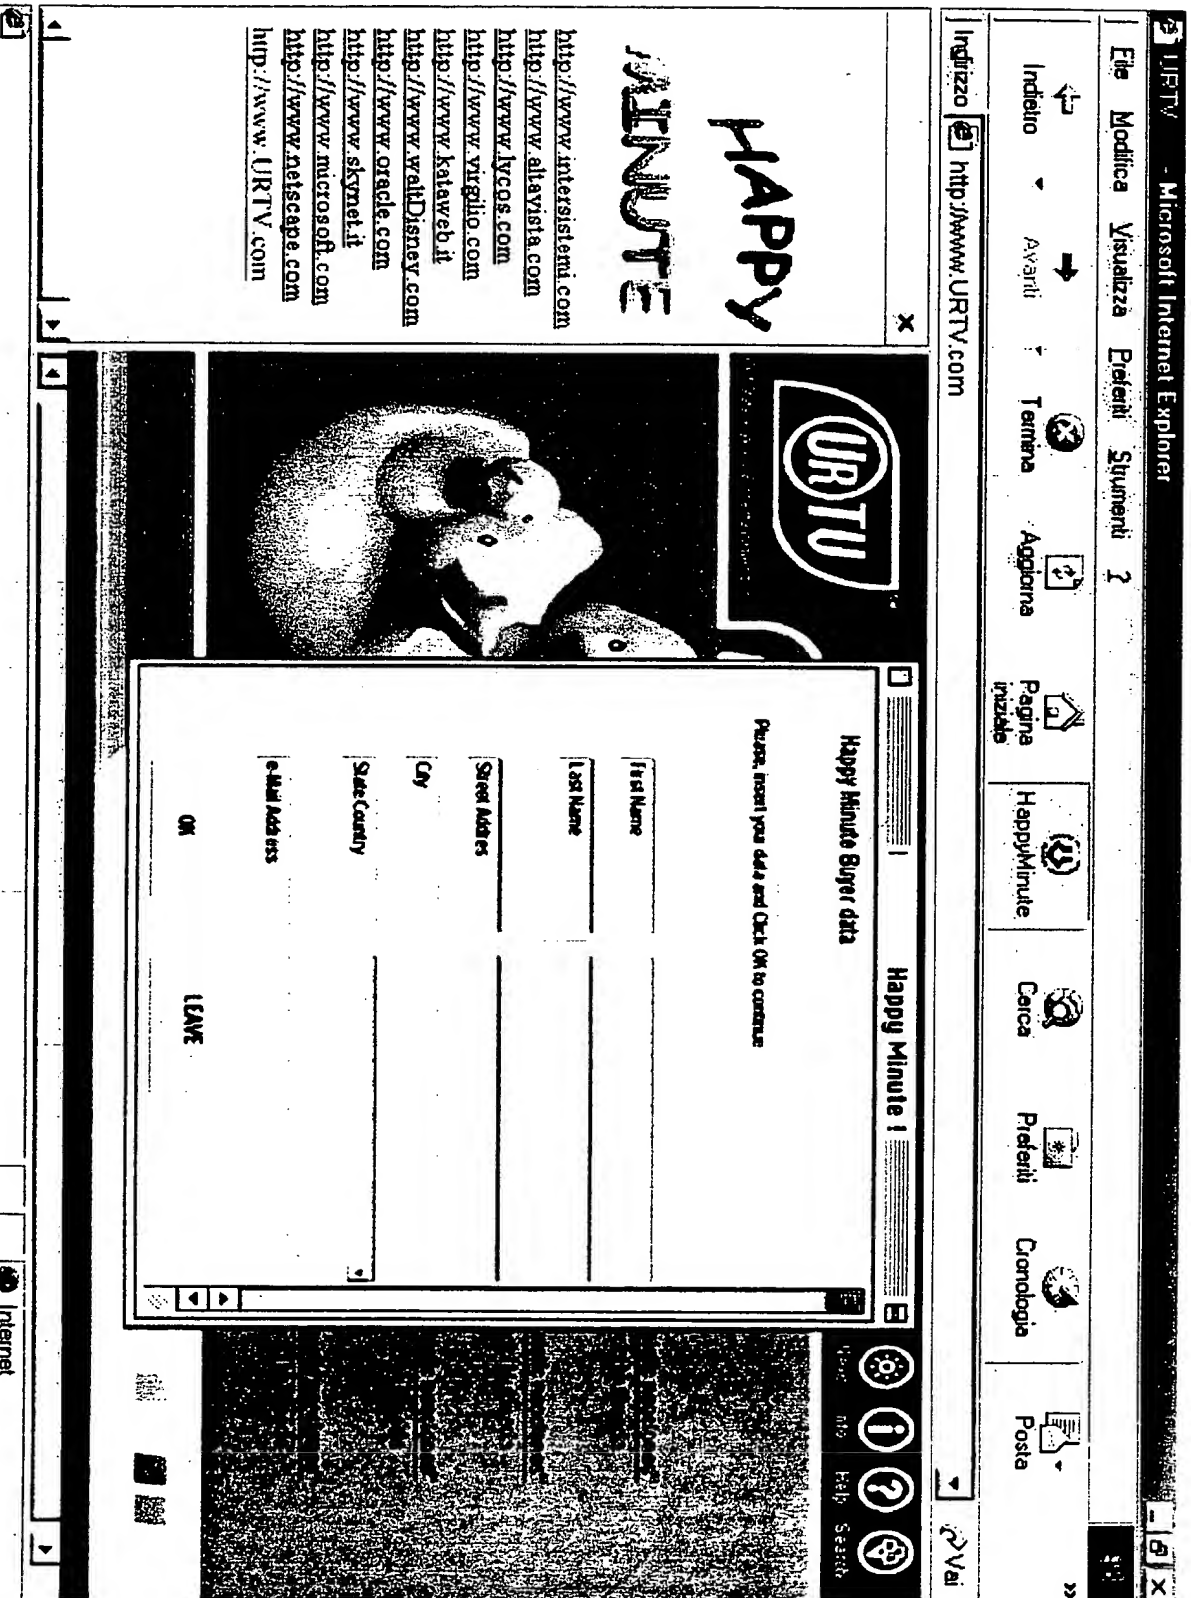 URTV - Microsoft Internet Explorer
File Modifica Visualizza Preferiti Strumenti ?
Indietro Avanti Termina Aggiorna Pagina iniziale HappyMinute Cerca Preferiti Cronologia Posta »
Indirizzo http://www.URTV.com Vai
HAPPY
MINUTE
http://www.intersistemi.com
http://www.altavista.com
http://www.lycos.com
http://www.virgilio.com
http://www.kataweb.it
http://www.waltDisney.com
http://www.oracle.com
http://www.skynet.it
http://www.microsoft.com
http://www.netscape.com
http://www.URTV.com
URTV
Happy Minute !
Happy Minute Buyer data
Please, insert your data and Click OK to continue
First Name
Last Name
Street Addres
City
State Country
e-Mail Address
OK LEAVE
Help Search
Internet